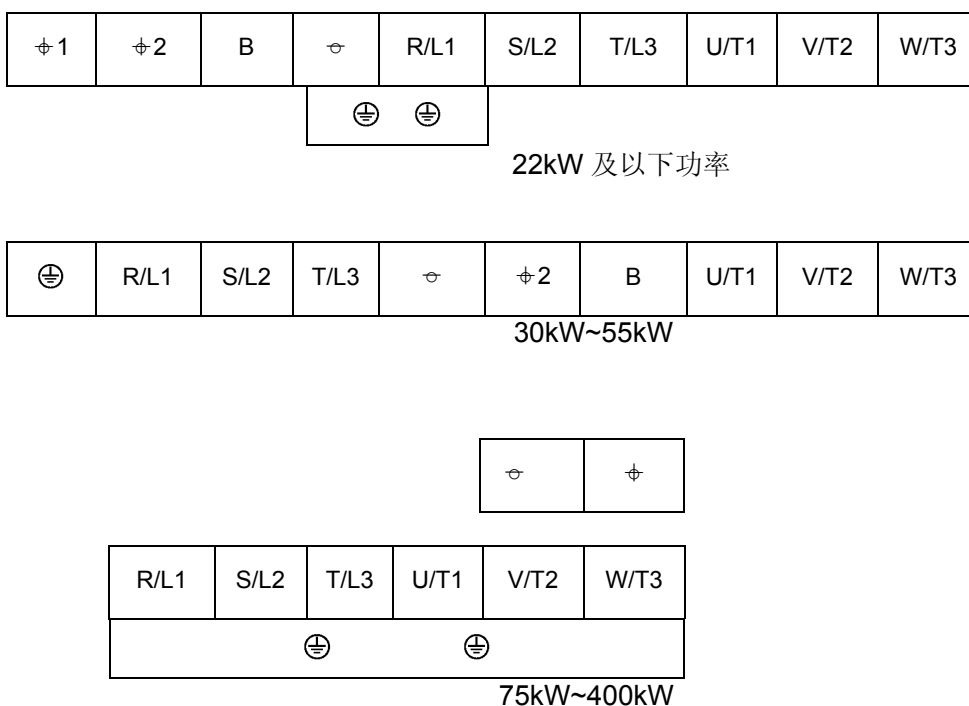 ⌽1 ⌽2 B ⊖ R/L1 S/L2 T/L3 U/T1 V/T2 W/T3
22kW 及以下功率
R/L1 S/L2 T/L3 ⊖ ⌽2 B U/T1 V/T2 W/T3
30kW~55kW
⊖ ⌽
R/L1 S/L2 T/L3 U/T1 V/T2 W/T3
75kW~400kW